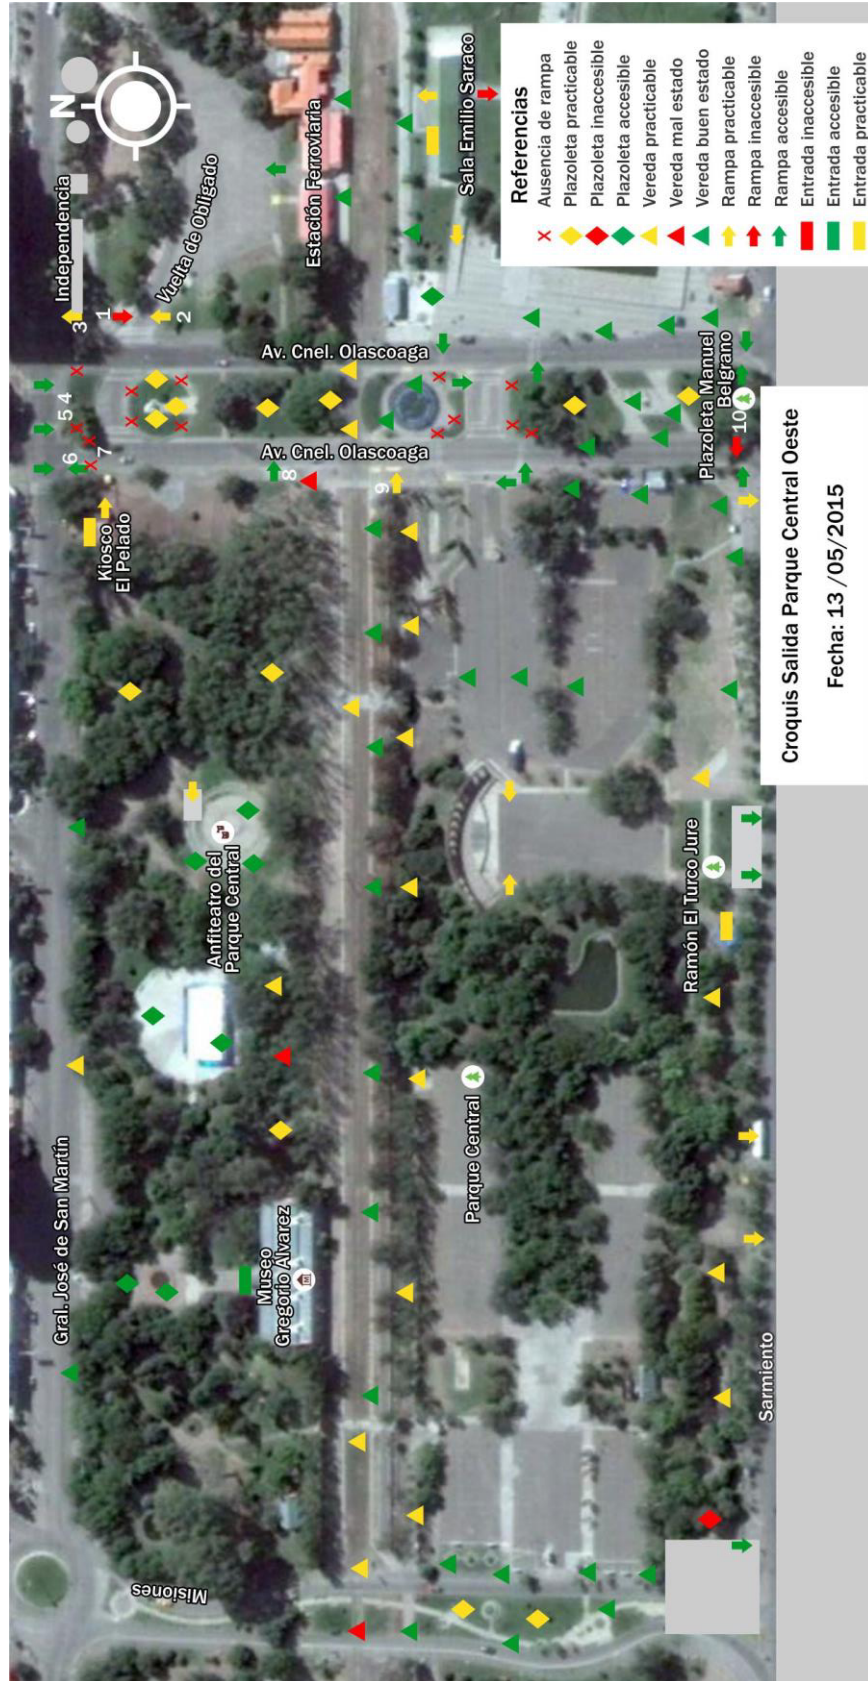 N
Independencia
3
1
2
Vuelta de Obligado
Estación Ferroviaria
Sala Emilio Saraco
Av. Cnel. Olascoaga
Av. Cnel. Olascoaga
4
5
6
7
8
9
10
Plazoleta Manuel
Belgrano
Kiosco
El Pelado
Anfiteatro del
Parque Central
Gral. José de San Martín
Museo
Gregorio Alvarez
Parque Central
Ramón El Turco Jure
Sarmiento
Misiones
Referencias
Ausencia de rampa
Plazoleta practicable
Plazoleta inaccesible
Plazoleta accesible
Vereda practicable
Vereda mal estado
Vereda buen estado
Rampa practicable
Rampa inaccesible
Rampa accesible
Entrada inaccesible
Entrada accesible
Entrada practicable
Croquis Salida Parque Central Oeste
Fecha: 13 /05/2015